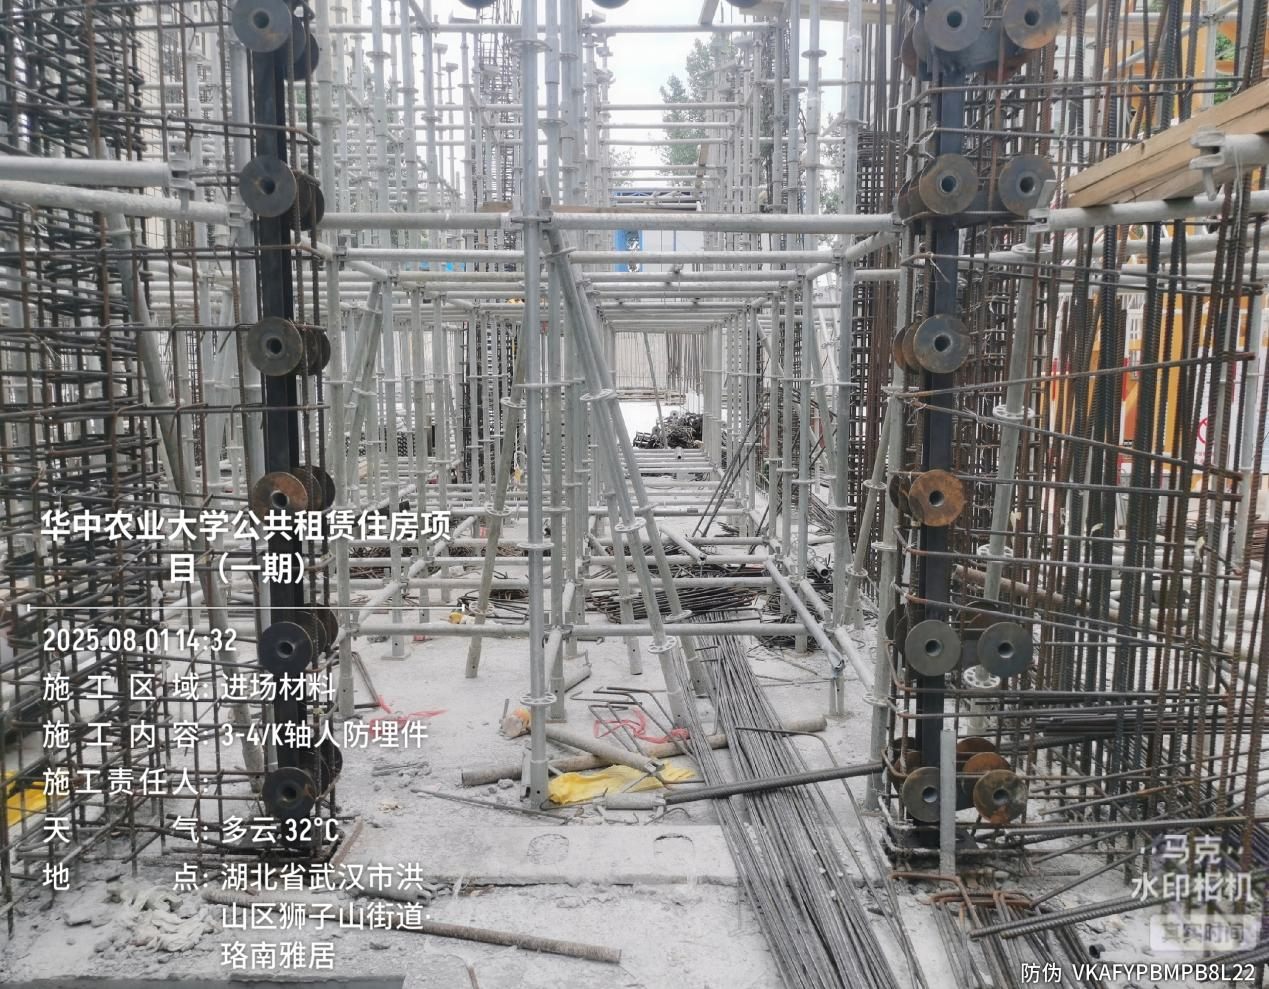 华中农业大学公共租赁住房项
目（一期）
2025.08.01 14:32
施工区域：进场材料
施工内容：3-4/K轴人防埋件
施工责任人：
天气：多云 32℃
地点：湖北省武汉市洪
山区狮子山街道·
珞南雅居
马克
水印相机
真实时间
防伪 VKAFYPBMPB8L22